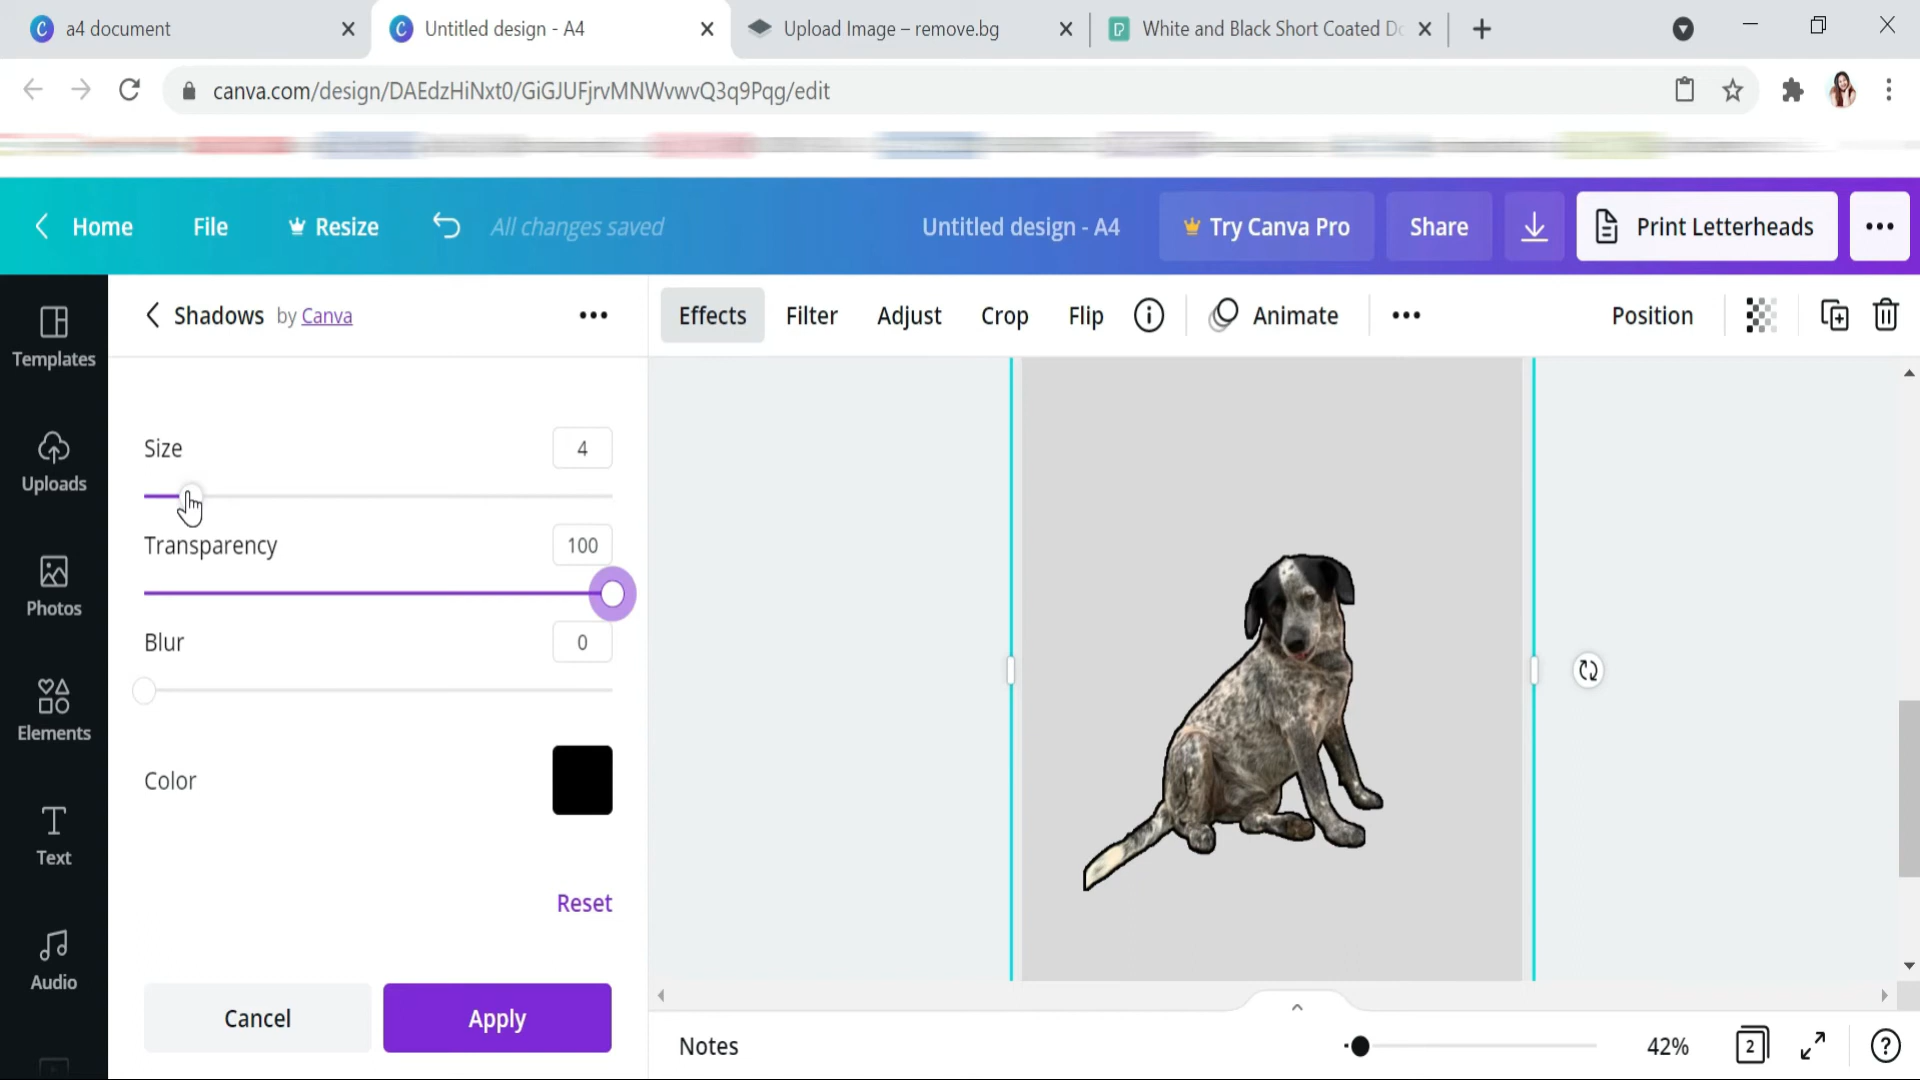 a4 document
Untitled design - A4
Upload Image – remove.bg
White and Black Short Coated Do
canva.com/design/DAEdzHiNxt0/GiGJUFjrvMNWvwvQ3q9Pqg/edit
Home
File
Resize
All changes saved
Untitled design - A4
Try Canva Pro
Share
Print Letterheads
Shadows by Canva
Effects
Filter
Adjust
Crop
Flip
Animate
Position
Templates
Uploads
Photos
Elements
Text
Audio
Size
4
Transparency
100
Blur
0
Color
Reset
Cancel
Apply
Notes
42%
2